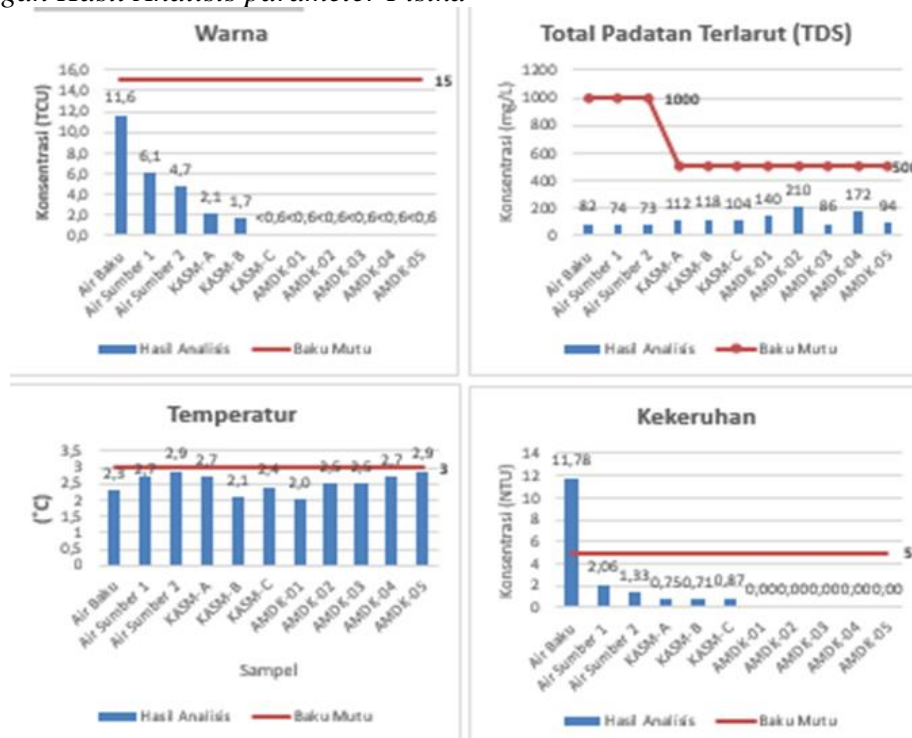 Hasil Analisis parameter
Warna
Konsentrasi (TCU)
16,0
14,0
12,0
10,0
8,0
6,0
4,0
2,0
0,0
15
11,6
6,1
4,7
2,1
1,7
<0,6<0,6<0,6<0,6<0,6<0,6
Air Baku
Air Sumber 1
Air Sumber 2
KASM-A
KASM-B
KASM-C
AMDK-01
AMDK-02
AMDK-03
AMDK-04
AMDK-05
Hasil Analisis
Baku Mutu
Total Padatan Terlarut (TDS)
Konsentrasi (mg/L)
1200
1000
800
600
400
200
0
1000
500
82
74
73
112
118
104
140
210
86
172
94
Air Baku
Air Sumber 1
Air Sumber 2
KASM-A
KASM-B
KASM-C
AMDK-01
AMDK-02
AMDK-03
AMDK-04
AMDK-05
Hasil Analisis
Baku Mutu
Temperatur
(°C)
3,5
3
2,5
2
1,5
1
0,5
0
3
2,3
2,7
2,9
2,7
2,1
2,4
2,0
2,5
2,5
2,7
2,9
Air Baku
Air Sumber 1
Air Sumber 2
KASM-A
KASM-B
KASM-C
AMDK-01
AMDK-02
AMDK-03
AMDK-04
AMDK-05
Sampel
Hasil Analisis
Baku Mutu
Kekeruhan
Konsentrasi (NTU)
14
12
10
8
6
4
2
0
5
11,78
2,06
1,33
0,75
0,71
0,87
0,00
0,00
0,00
0,00
0,00
Air Baku
Air Sumber 1
Air Sumber 2
KASM-A
KASM-B
KASM-C
AMDK-01
AMDK-02
AMDK-03
AMDK-04
AMDK-05
Hasil Analisis
Baku Mutu